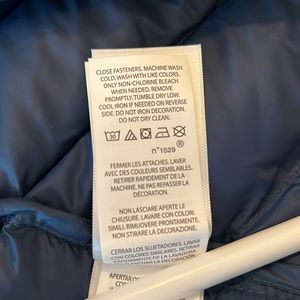 CLOSE FASTENERS, MACHINE WASH
COLD. WASH WITH LIKE COLORS.
ONLY NON-CHLORINE BLEACH
WHEN NEEDED. REMOVE
PROMPTLY, TUMBLE DRY LOW.
COOL IRON IF NEEDED ON REVERSE
SIDE. DO NOT IRON DECORATION.
DO NOT DRY CLEAN.
30
n°1529®
FERMER LES ATTACHES. LAVER
AVEC DES COULEURS SEMBLABLES.
RETIRER RAPIDEMENT DE LA
MACHINE. NE PAS REPASSER LA
DÉCORATION.
NON LASCIARE APERTE LE
CHIUSURE. LAVARE CON COLORI
SIMILI. RIMUOVERE PRONTAMENTE.
NON STIRARE LA DECORAZIONE.
CERRAR LOS SUJETADORES. LAVAR
CON COLORES SIMILARES.
APERTAR OS